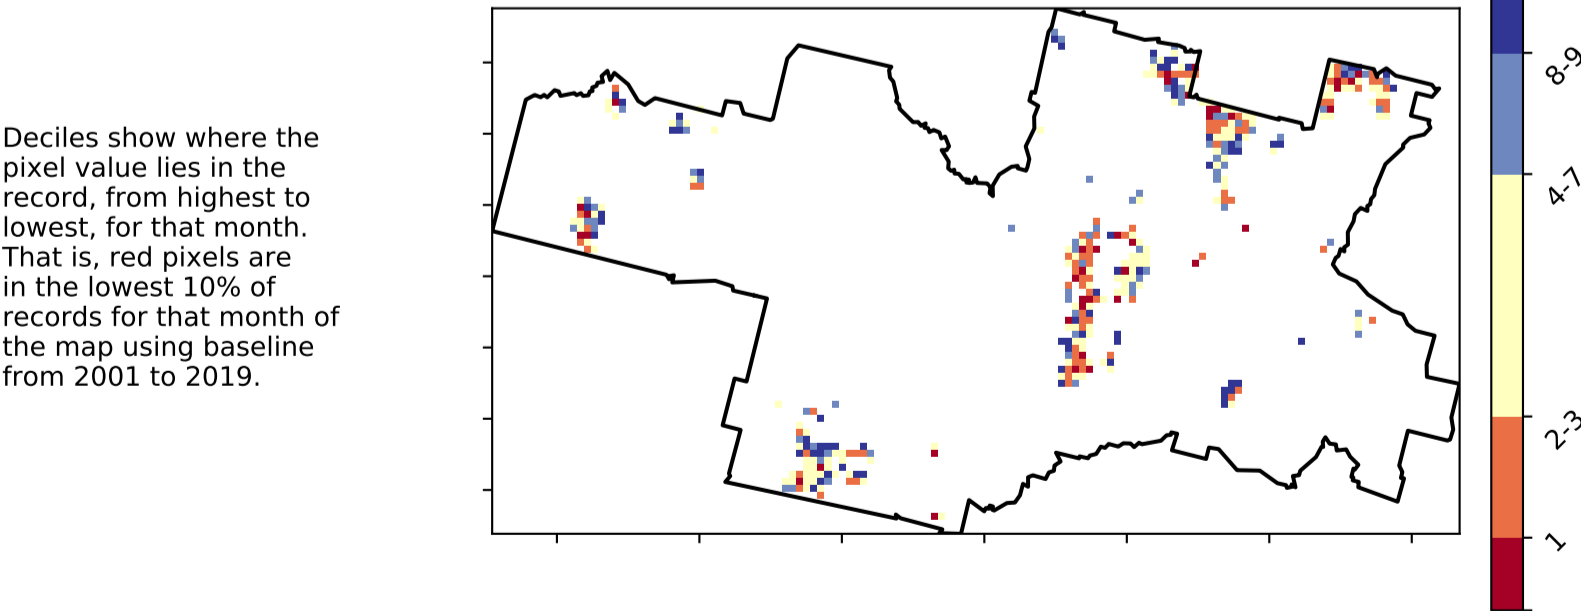 Deciles show where the
pixel value lies in the
record, from highest to
lowest, for that month.
That is, red pixels are
in the lowest 10% of
records for that month of
the map using baseline
from 2001 to 2019.
8-9
4-7
2-3
1